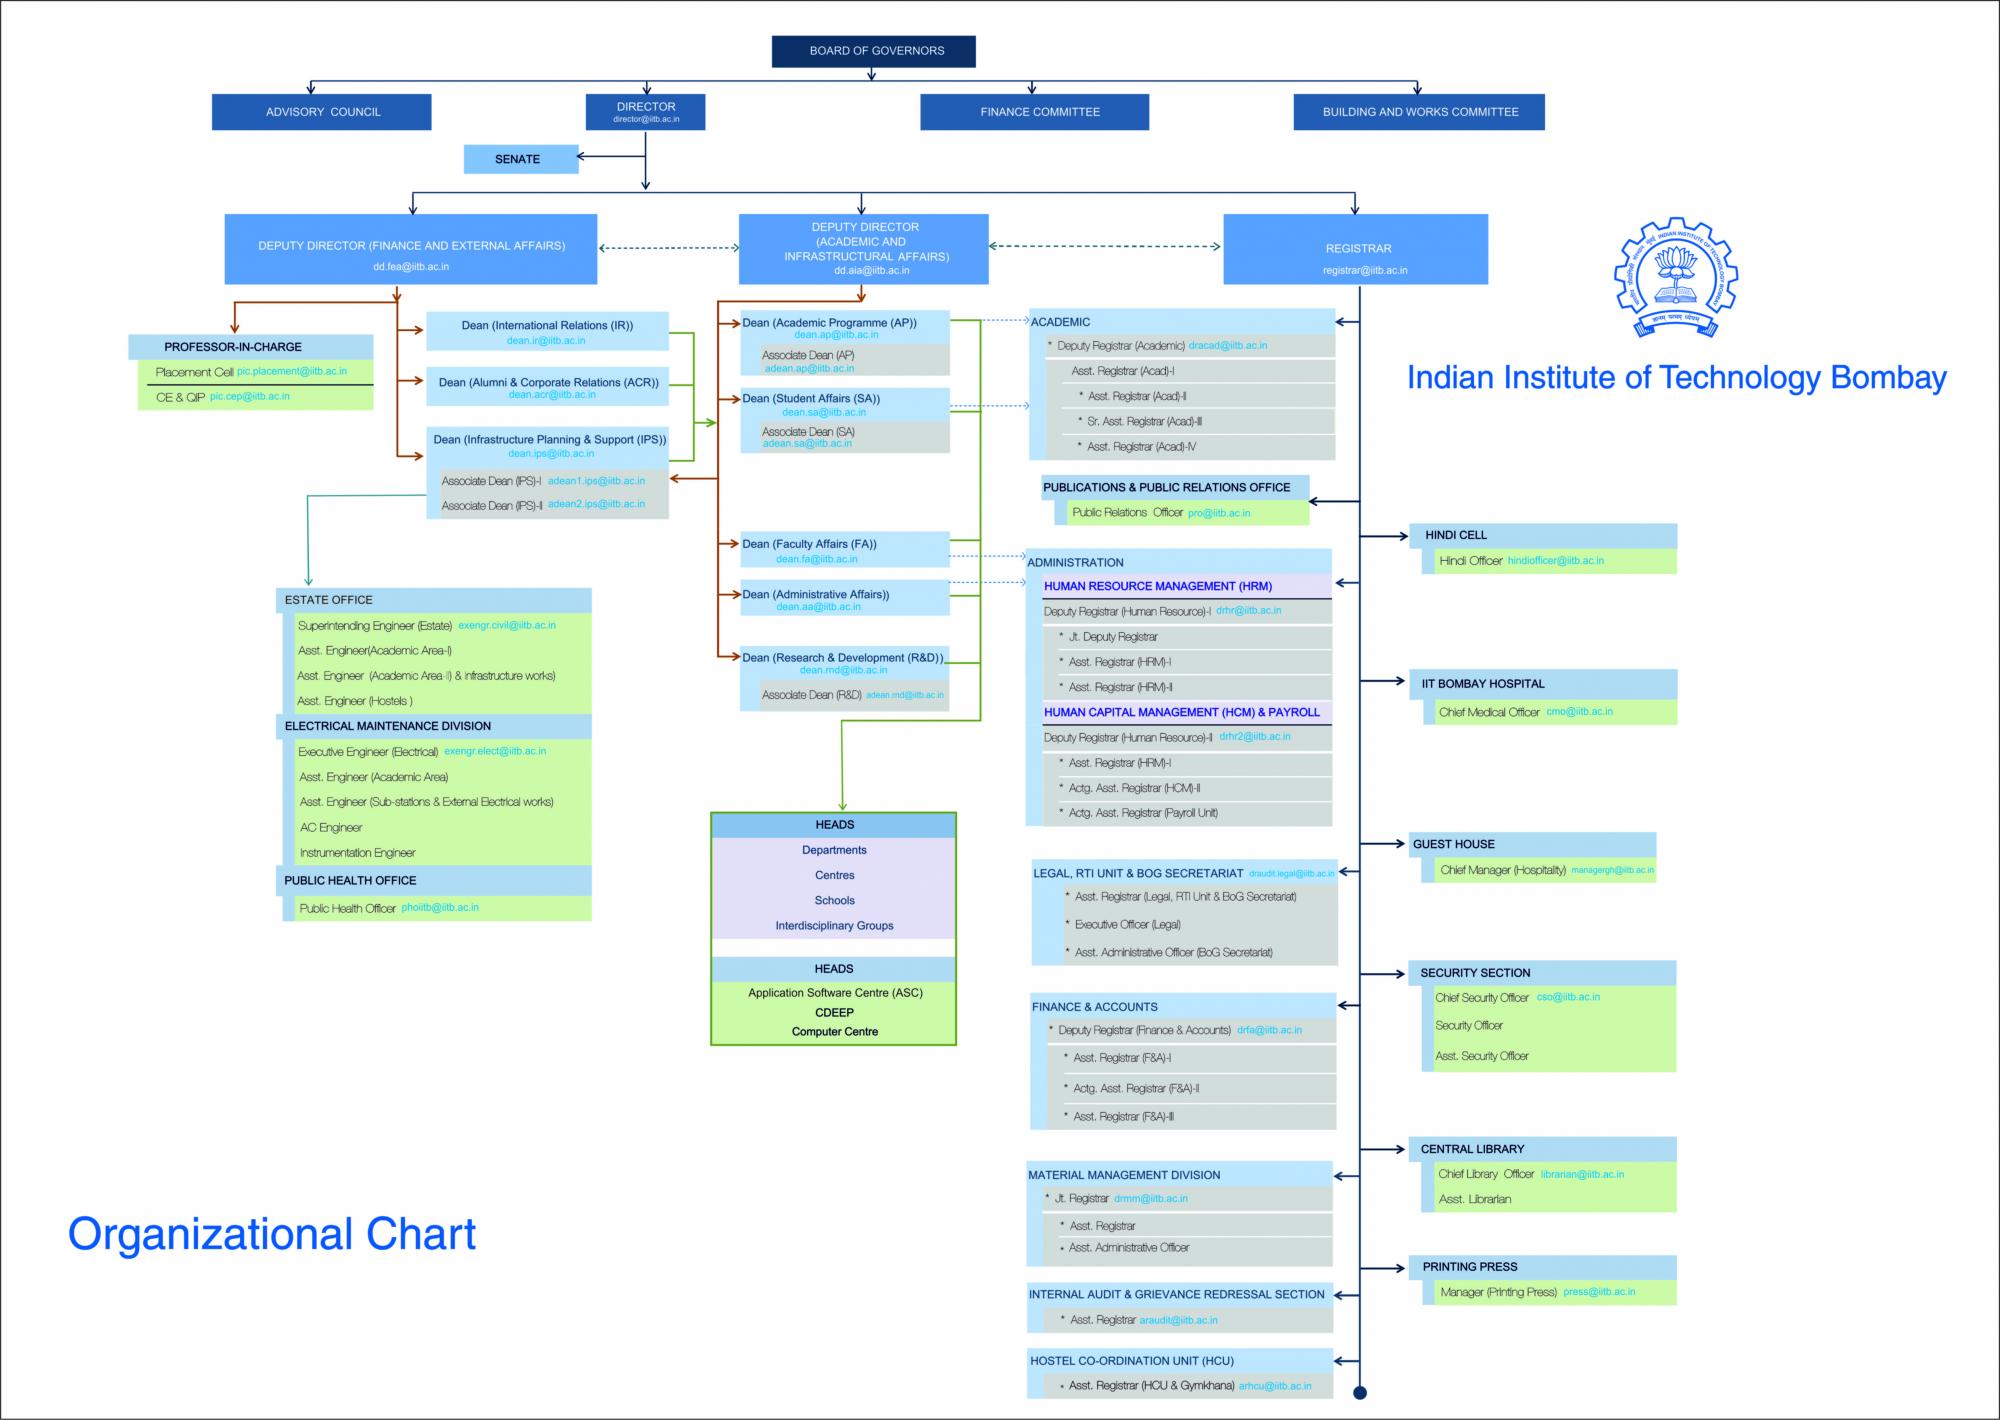 BOARD OF GOVERNORS
ADVISORY COUNCIL
DIRECTOR
director@iitb.ac.in
FINANCE COMMITTEE
BUILDING AND WORKS COMMITTEE
SENATE
DEPUTY DIRECTOR (FINANCE AND EXTERNAL AFFAIRS)
dd.fea@iitb.ac.in
DEPUTY DIRECTOR
(ACADEMIC AND
INFRASTRUCTURAL AFFAIRS)
dd.aia@iitb.ac.in
REGISTRAR
registrar@iitb.ac.in
PROFESSOR-IN-CHARGE
Placement Cell pic.placement@iitb.ac.in
CE & QIP pic.cep@iitb.ac.in
Dean (International Relations (IR))
dean.ir@iitb.ac.in
Dean (Alumni & Corporate Relations (ACR))
dean.acr@iitb.ac.in
Dean (Infrastructure Planning & Support (IPS))
dean.ips@iitb.ac.in
Associate Dean (IPS)-I adean1.ips@iitb.ac.in
Associate Dean (IPS)-II adean2.ips@iitb.ac.in
ESTATE OFFICE
Superintending Engineer (Estate) exengr.civil@iitb.ac.in
Asst. Engineer(Academic Area-I)
Asst. Engineer (Academic Area-II) & Infrastructure works)
Asst. Engineer (Hostels )
ELECTRICAL MAINTENANCE DIVISION
Executive Engineer (Electrical) exengr.elect@iitb.ac.in
Asst. Engineer (Academic Area)
Asst. Engineer (Sub-stations & External Electrical works)
AC Engineer
Instrumentation Engineer
PUBLIC HEALTH OFFICE
Public Health Officer phoiitb@iitb.ac.in
Dean (Academic Programme (AP))
dean.ap@iitb.ac.in
Associate Dean (AP)
adean.ap@iitb.ac.in
Dean (Student Affairs (SA))
dean.sa@iitb.ac.in
Associate Dean (SA)
adean.sa@iitb.ac.in
Dean (Faculty Affairs (FA))
dean.fa@iitb.ac.in
Dean (Administrative Affairs))
dean.aa@iitb.ac.in
Dean (Research & Development (R&D))
dean.rnd@iitb.ac.in
Associate Dean (R&D) adean.rnd@iitb.ac.in
HEADS
Departments
Centres
Schools
Interdisciplinary Groups
HEADS
Application Software Centre (ASC)
CDEEP
Computer Centre
ACADEMIC
* Deputy Registrar (Academic) dracad@iitb.ac.in
Asst. Registrar (Acad)-I
* Asst. Registrar (Acad)-II
* Sr. Asst. Registrar (Acad)-III
* Asst. Registrar (Acad)-IV
PUBLICATIONS & PUBLIC RELATIONS OFFICE
Public Relations Officer pro@iitb.ac.in
ADMINISTRATION
HUMAN RESOURCE MANAGEMENT (HRM)
Deputy Registrar (Human Resource)-I drhr@iitb.ac.in
* Jt. Deputy Registrar
* Asst. Registrar (HRM)-I
* Asst. Registrar (HRM)-II
HUMAN CAPITAL MANAGEMENT (HCM) & PAYROLL
Deputy Registrar (Human Resource)-II drhr2@iitb.ac.in
* Asst. Registrar (HRM)-I
* Actg. Asst. Registrar (HCM)-II
* Actg. Asst. Registrar (Payroll Unit)
LEGAL, RTI UNIT & BOG SECRETARIAT draudit.legal@iitb.ac.in
* Asst. Registrar (Legal, RTI Unit & BoG Secretariat)
* Executive Officer (Legal)
* Asst. Administrative Officer (BoG Secretariat)
FINANCE & ACCOUNTS
* Deputy Registrar (Finance & Accounts) drfa@iitb.ac.in
* Asst. Registrar (F&A)-I
* Actg. Asst. Registrar (F&A)-II
* Asst. Registrar (F&A)-III
MATERIAL MANAGEMENT DIVISION
* Jt. Registrar drmm@iitb.ac.in
* Asst. Registrar
* Asst. Administrative Officer
INTERNAL AUDIT & GRIEVANCE REDRESSAL SECTION
* Asst. Registrar araudit@iitb.ac.in
HOSTEL CO-ORDINATION UNIT (HCU)
* Asst. Registrar (HCU & Gymkhana) arhcu@iitb.ac.in
HINDI CELL
Hindi Officer hindiofficer@iitb.ac.in
IIT BOMBAY HOSPITAL
Chief Medical Officer cmo@iitb.ac.in
GUEST HOUSE
Chief Manager (Hospitality) managergh@iitb.ac.in
SECURITY SECTION
Chief Security Officer cso@iitb.ac.in
Security Officer
Asst. Security Officer
CENTRAL LIBRARY
Chief Library Officer librarian@iitb.ac.in
Asst. Librarian
PRINTING PRESS
Manager (Printing Press) press@iitb.ac.in
INDIAN INSTITUTE OF TECHNOLOGY BOMBAY
भारतीय प्रौद्योगिकी संस्थान मुंबई
ज्ञानम् परमम् ध्येयम्
Indian Institute of Technology Bombay
Organizational Chart